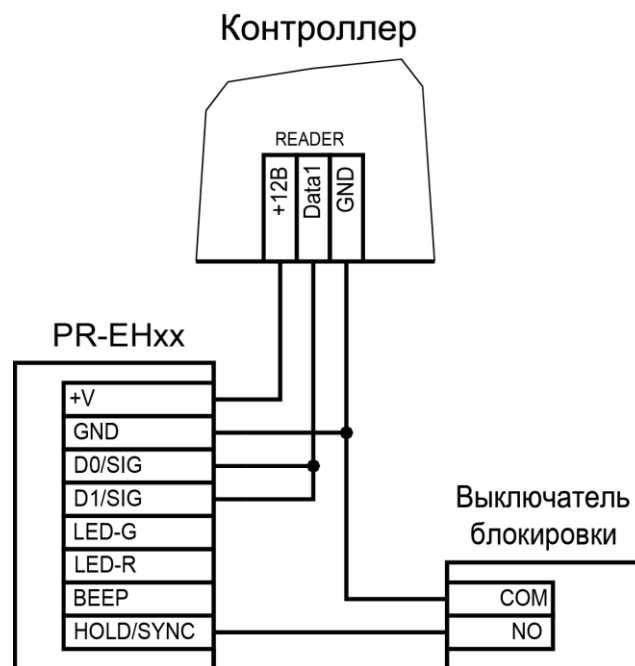 Контроллер
READER
+12В
Data1
GND
PR-EHxx
+V
GND
D0/SIG
D1/SIG
LED-G
LED-R
BEEP
HOLD/SYNC
Выключатель
блокировки
COM
NO